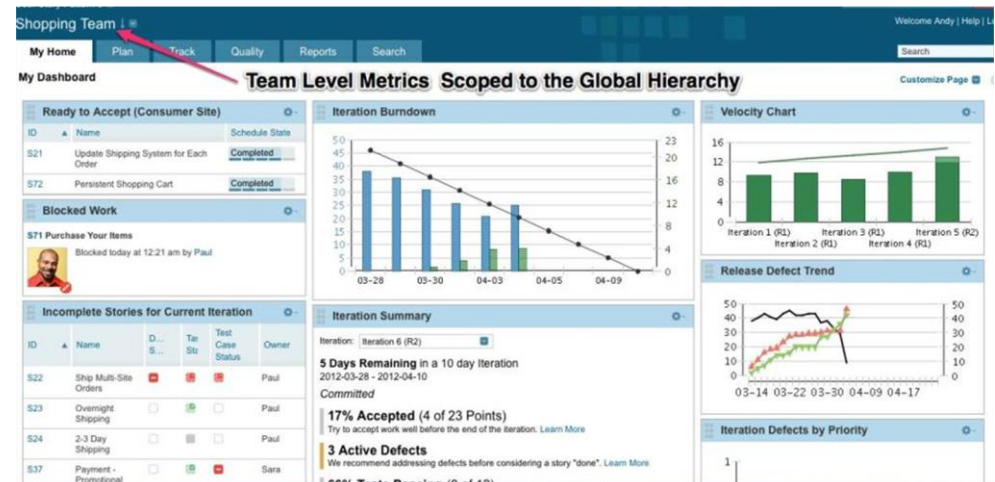 Shopping Team
Welcome Andy | Help |
My Home
Plan
Track
Quality
Reports
Search
Search
My Dashboard
Team Level Metrics Scoped to the Global Hierarchy
Customize Page
Ready to Accept (Consumer Site)
ID Name Schedule State
S21 Update Shipping System for Each Order Completed
S72 Persistent Shopping Cart Completed
Blocked Work
S71 Purchase Your Items
Blocked today at 12:21 am by Paul
Incomplete Stories for Current Iteration
ID Name D... S... Tas Sta Test Case Status Owner
S22 Ship Multi-Site Orders Paul
S23 Overnight Shipping Paul
S24 2-3 Day Shipping Paul
S37 Payment - Promotional Sara
Iteration Burndown
50
45
40
35
30
25
20
15
10
5
0
23
20
16
12
8
4
0
03-28 03-30 04-03 04-05 04-09
Iteration Summary
Iteration: Iteration 6 (R2)
5 Days Remaining in a 10 day Iteration
2012-03-28 - 2012-04-10
Committed
17% Accepted (4 of 23 Points)
Try to accept work well before the end of the iteration. Learn More
3 Active Defects
We recommend addressing defects before considering a story "done". Learn More
Velocity Chart
16
12
8
4
0
Iteration 1 (R1) Iteration 3 (R1) Iteration 5 (R2)
Iteration 2 (R1) Iteration 4 (R1)
Release Defect Trend
50
40
30
20
10
0
50
40
30
20
10
0
03-14 03-22 03-30 04-09 04-17
Iteration Defects by Priority
1